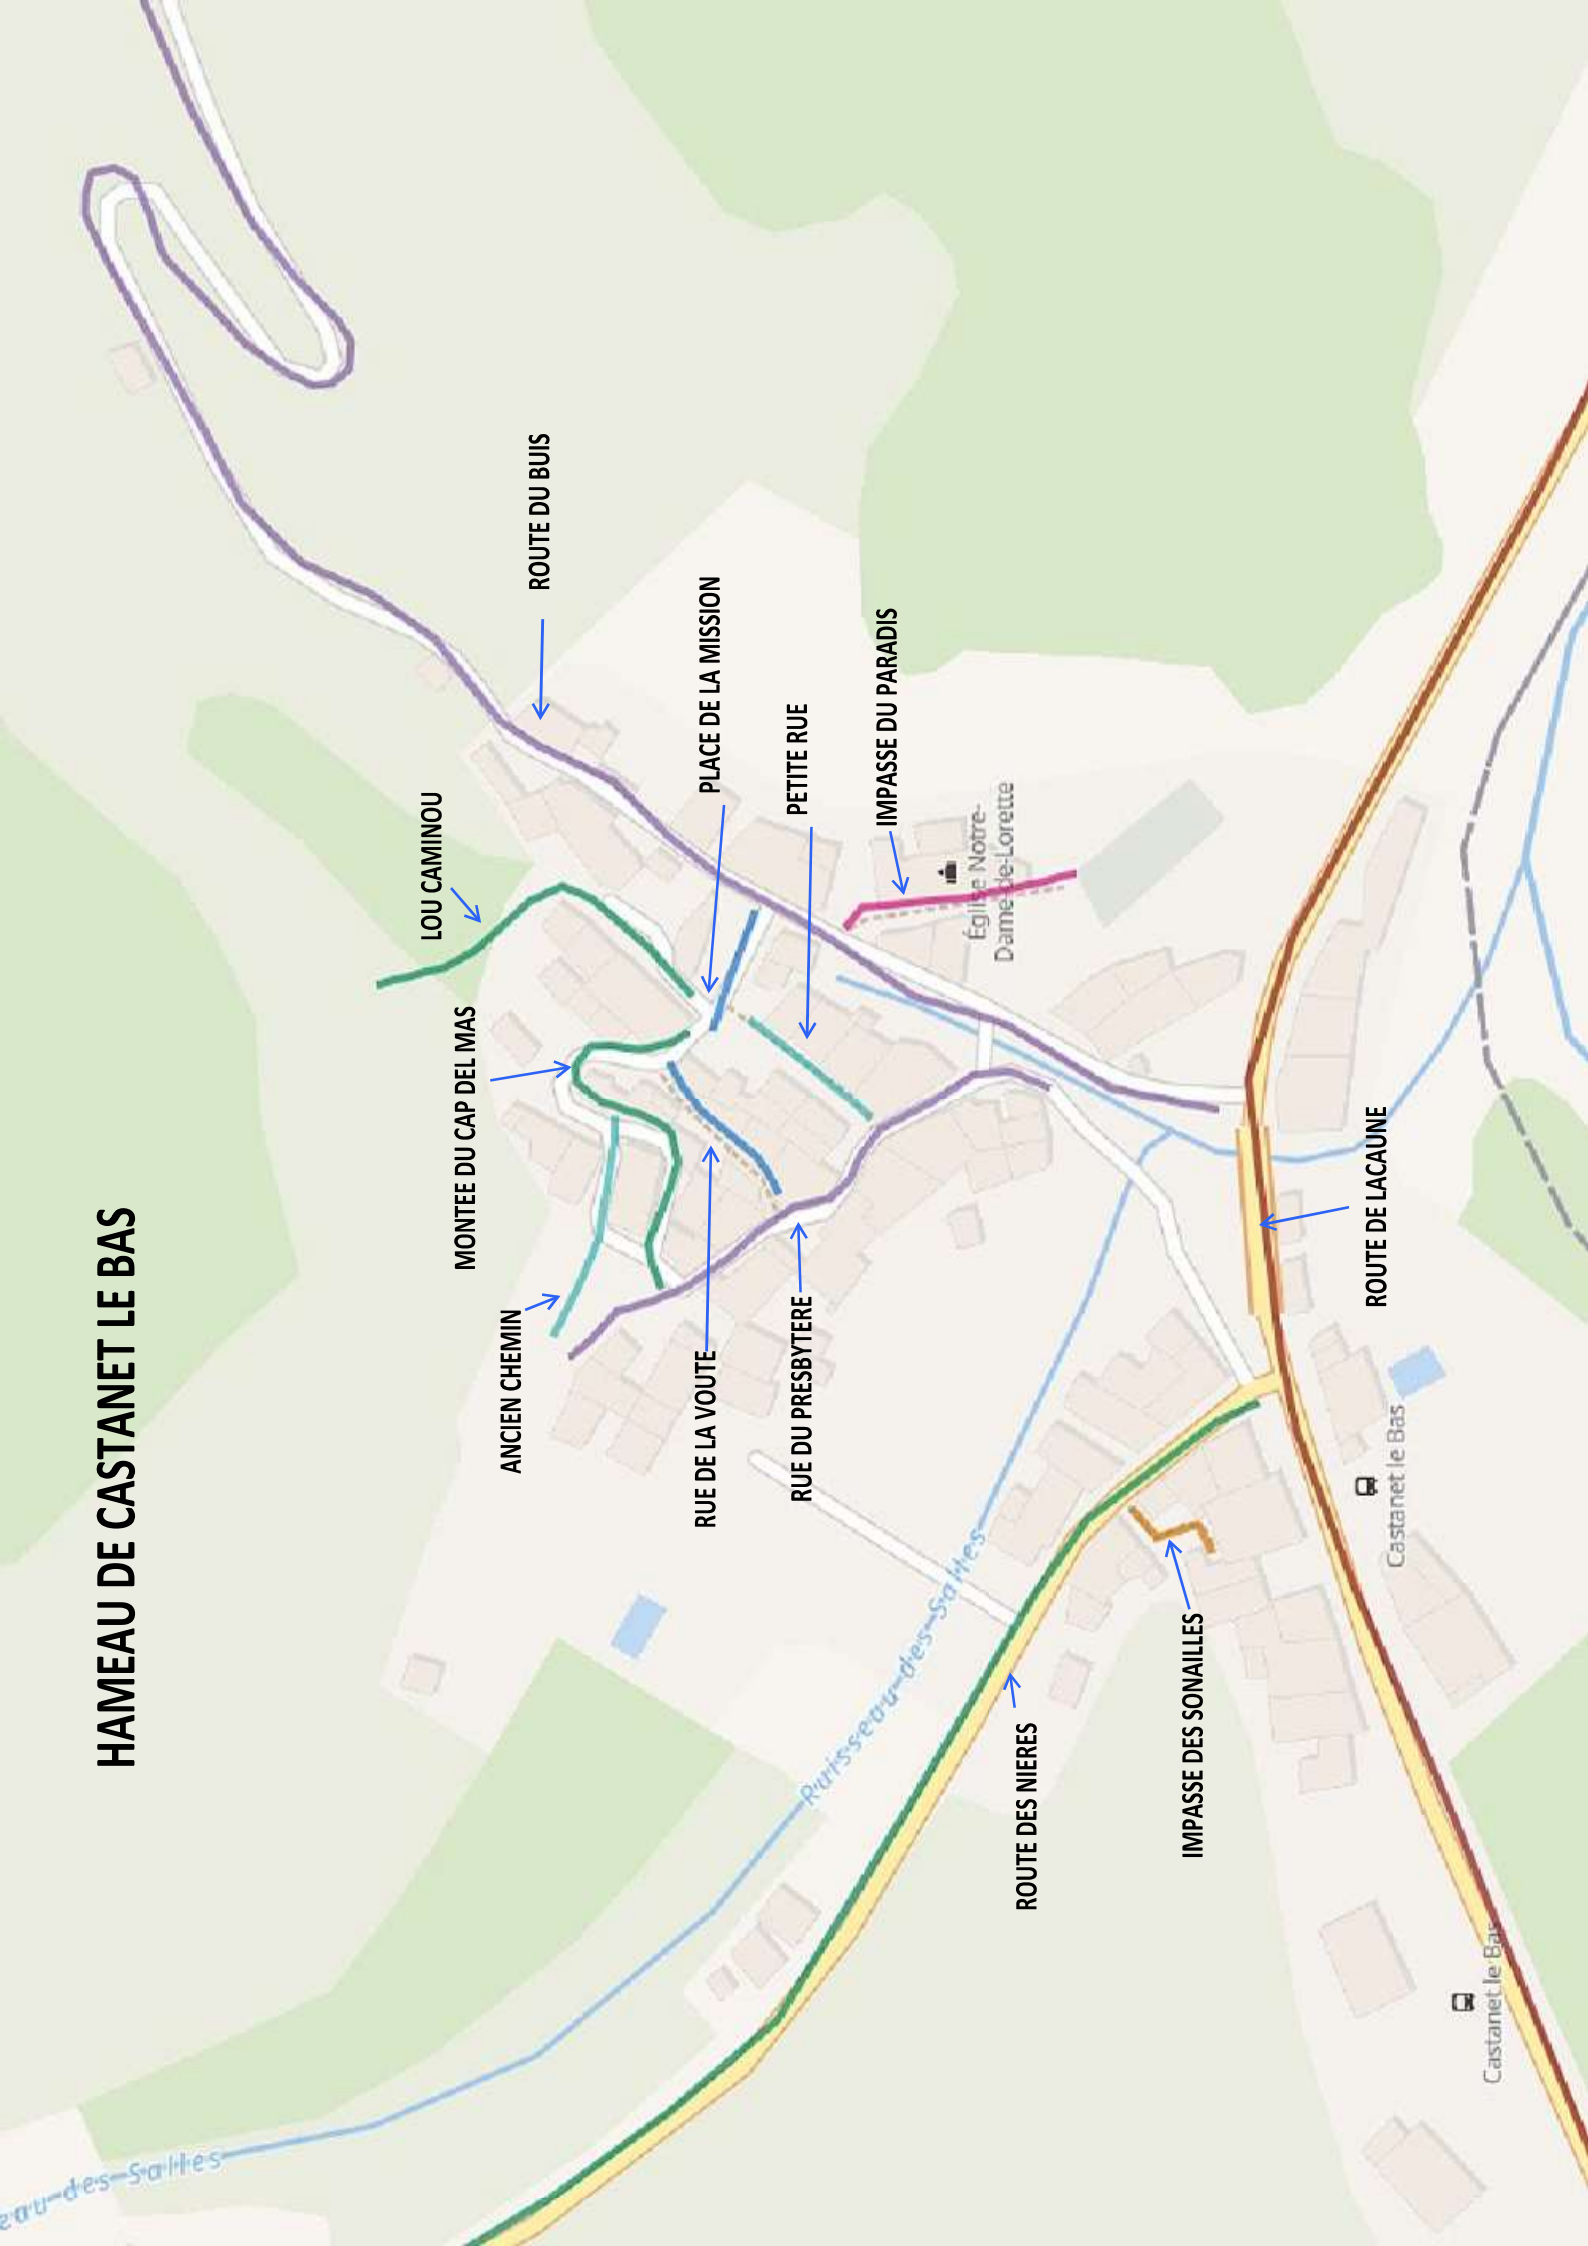 HAMEAU DE CASTANET LE BAS
LOU CAMINOU
ROUTE DU BUIS
MONTEE DU CAP DEL MAS
PLACE DE LA MISSION
ANCIEN CHEMIN
PETITE RUE
RUE DE LA VOUTE
IMPASSE DU PARADIS
RUE DU PRESBYTERE
Église Notre-
Dame-de-Lorette
Ruisseau-des-Salles
eau-des-Salles
ROUTE DES NIERES
IMPASSE DES SONAILLES
ROUTE DE LACAUNE
Castanet le Bas
Castanet le Bas